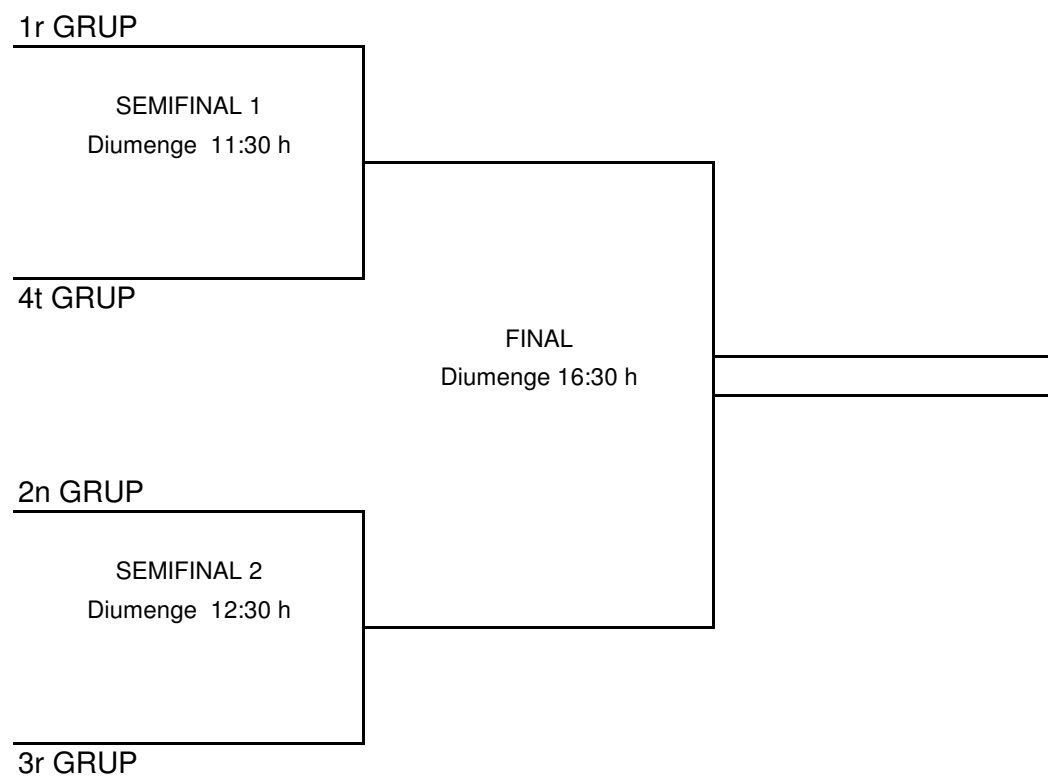 1r GRUP
SEMIFINAL 1
Diumenge 11:30 h
4t GRUP
FINAL
Diumenge 16:30 h
2n GRUP
SEMIFINAL 2
Diumenge 12:30 h
3r GRUP